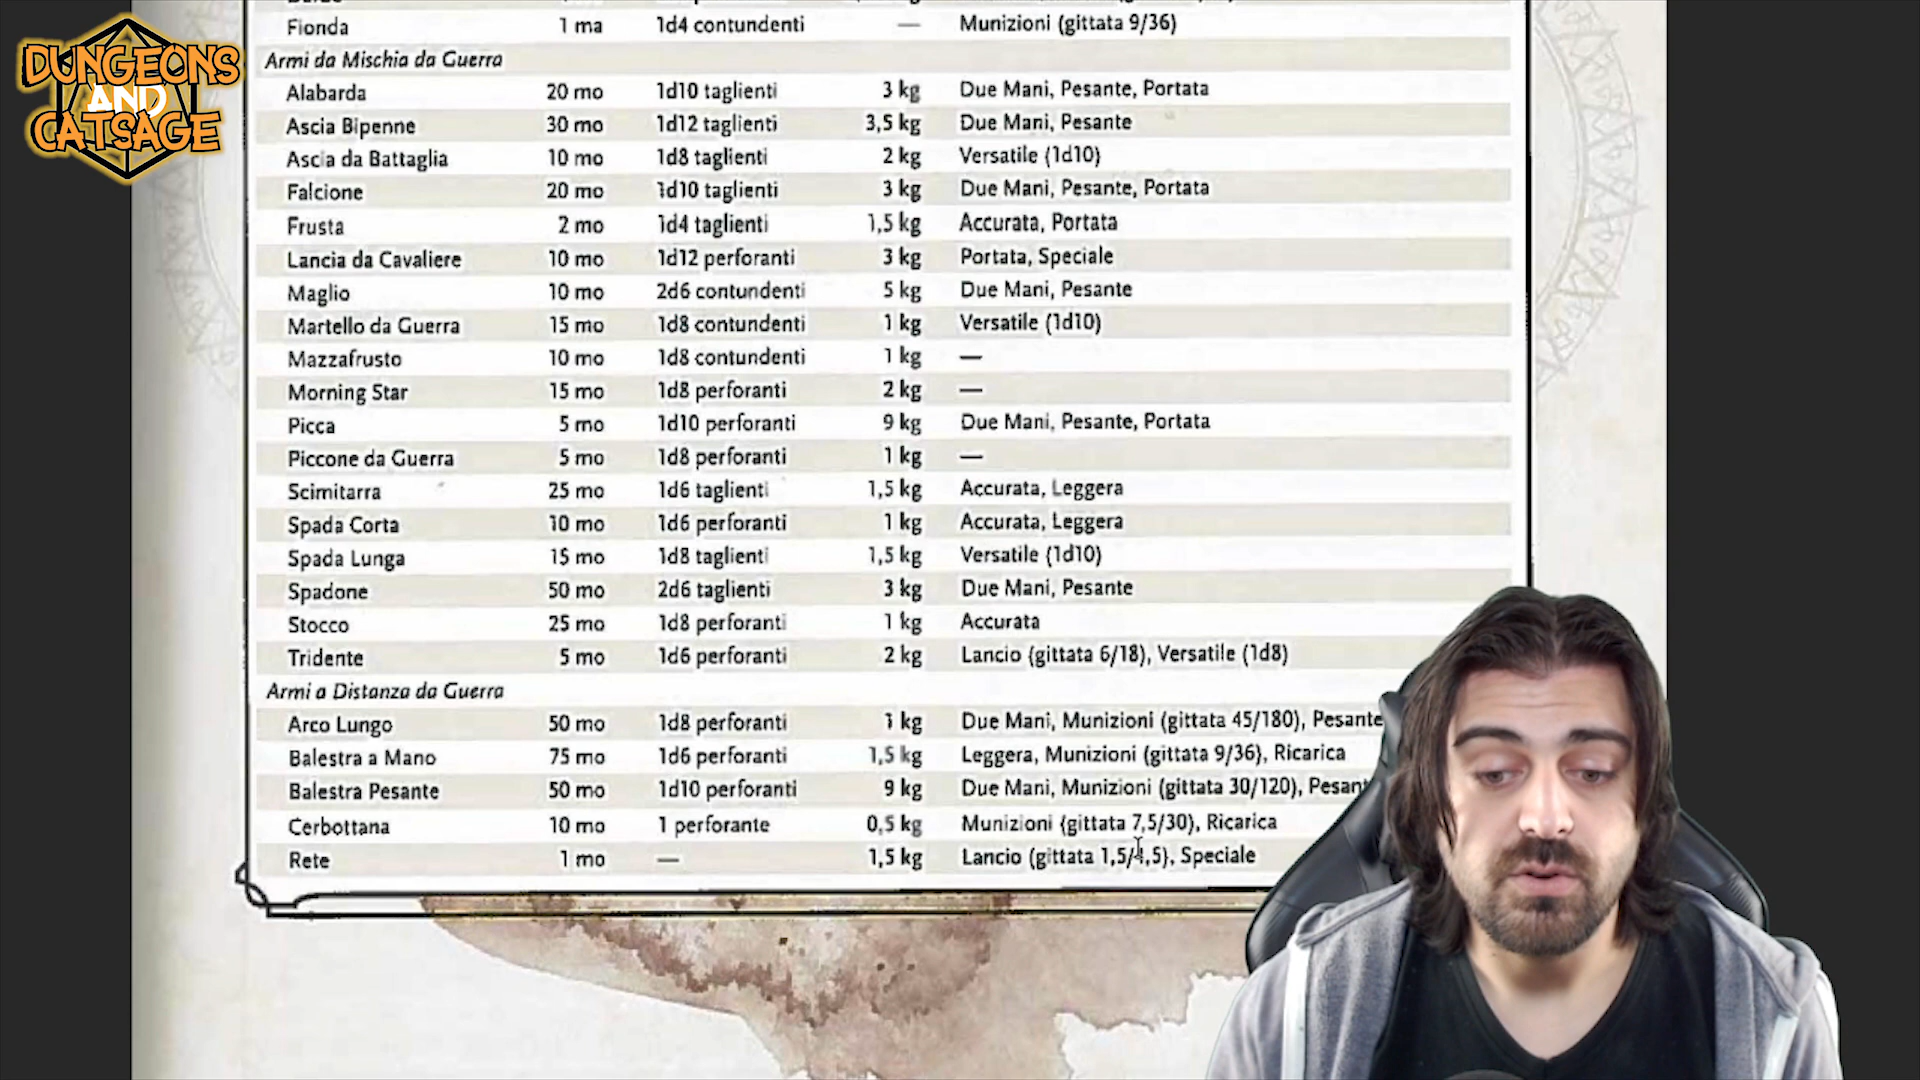 DUNGEONS
AND
CATSAGE
Fionda 1 ma 1d4 contundenti — Munizioni (gittata 9/36)
Armi da Mischia da Guerra
Alabarda 20 mo 1d10 taglienti 3 kg Due Mani, Pesante, Portata
Ascia Bipenne 30 mo 1d12 taglienti 3,5 kg Due Mani, Pesante
Ascia da Battaglia 10 mo 1d8 taglienti 2 kg Versatile (1d10)
Falcione 20 mo 1d10 taglienti 3 kg Due Mani, Pesante, Portata
Frusta 2 mo 1d4 taglienti 1,5 kg Accurata, Portata
Lancia da Cavaliere 10 mo 1d12 perforanti 3 kg Portata, Speciale
Maglio 10 mo 2d6 contundenti 5 kg Due Mani, Pesante
Martello da Guerra 15 mo 1d8 contundenti 1 kg Versatile (1d10)
Mazzafrusto 10 mo 1d8 contundenti 1 kg —
Morning Star 15 mo 1d8 perforanti 2 kg —
Picca 5 mo 1d10 perforanti 9 kg Due Mani, Pesante, Portata
Piccone da Guerra 5 mo 1d8 perforanti 1 kg —
Scimitarra 25 mo 1d6 taglienti 1,5 kg Accurata, Leggera
Spada Corta 10 mo 1d6 perforanti 1 kg Accurata, Leggera
Spada Lunga 15 mo 1d8 taglienti 1,5 kg Versatile (1d10)
Spadone 50 mo 2d6 taglienti 3 kg Due Mani, Pesante
Stocco 25 mo 1d8 perforanti 1 kg Accurata
Tridente 5 mo 1d6 perforanti 2 kg Lancio (gittata 6/18), Versatile (1d8)
Armi a Distanza da Guerra
Arco Lungo 50 mo 1d8 perforanti 1 kg Due Mani, Munizioni (gittata 45/180), Pesante
Balestra a Mano 75 mo 1d6 perforanti 1,5 kg Leggera, Munizioni (gittata 9/36), Ricarica
Balestra Pesante 50 mo 1d10 perforanti 9 kg Due Mani, Munizioni (gittata 30/120), Pesant
Cerbottana 10 mo 1 perforante 0,5 kg Munizioni (gittata 7,5/30), Ricarica
Rete 1 mo — 1,5 kg Lancio (gittata 1,5/4,5), Speciale